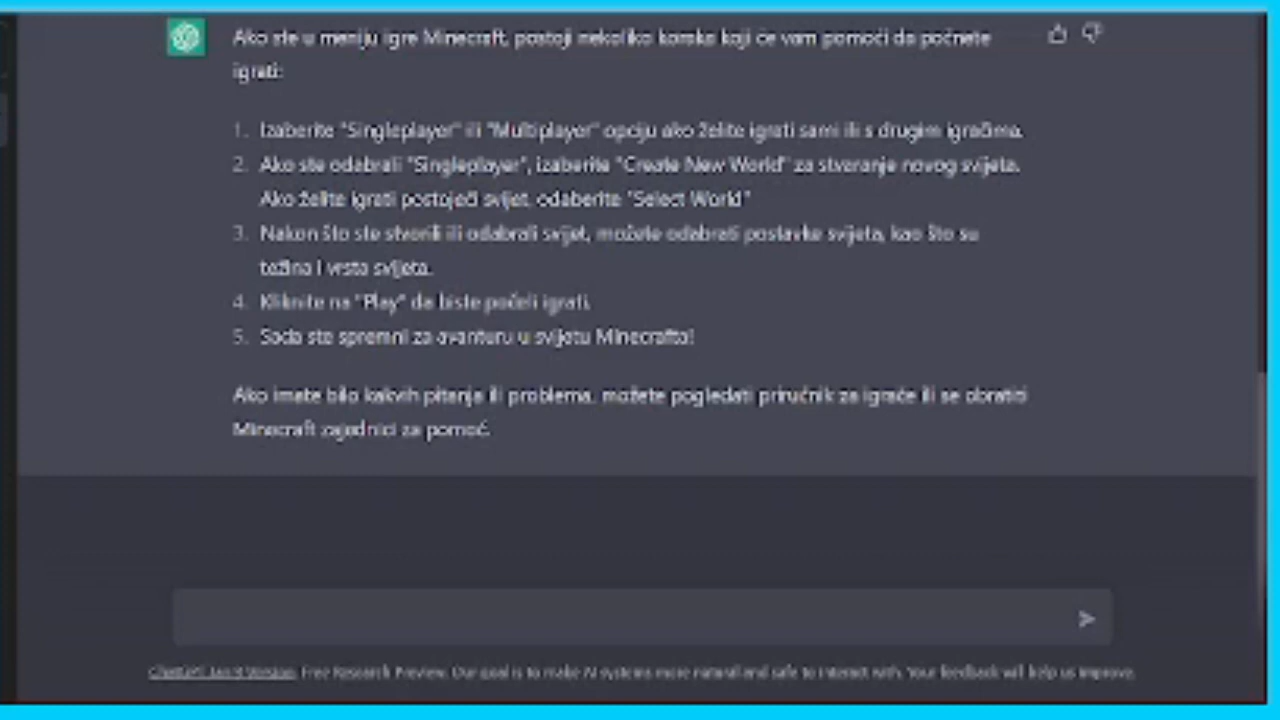 Ako ste u meniju igre Minecraft, postoji nekoliko koraka koji će vam pomoći da počnete
igrati:
1. Izaberite "Singleplayer" ili "Multiplayer" opciju ako želite igrati sami ili s drugim igračima.
2. Ako ste odabrali "Singleplayer", izaberite "Create New World" za stvaranje novog svijeta.
Ako želite igrati postojeći svijet, odaberite "Select World"
3. Nakon što ste stvorili ili odabrali svijet, možete odabrati postavke svijeta, kao što su
težina i vrsta svijeta.
4. Kliknite na "Play" da biste počeli igrati.
5. Sada ste spremni za avanturu u svijetu Minecrafta!
Ako imate bilo kakvih pitanja ili problema, možete pogledati priručnik za igrače ili se obratiti
Minecraft zajednici za pomoć.
ChatGPT Jan 9 Version. Free Research Preview. Our goal is to make AI systems more natural and safe to interact with. Your feedback will help us improve.